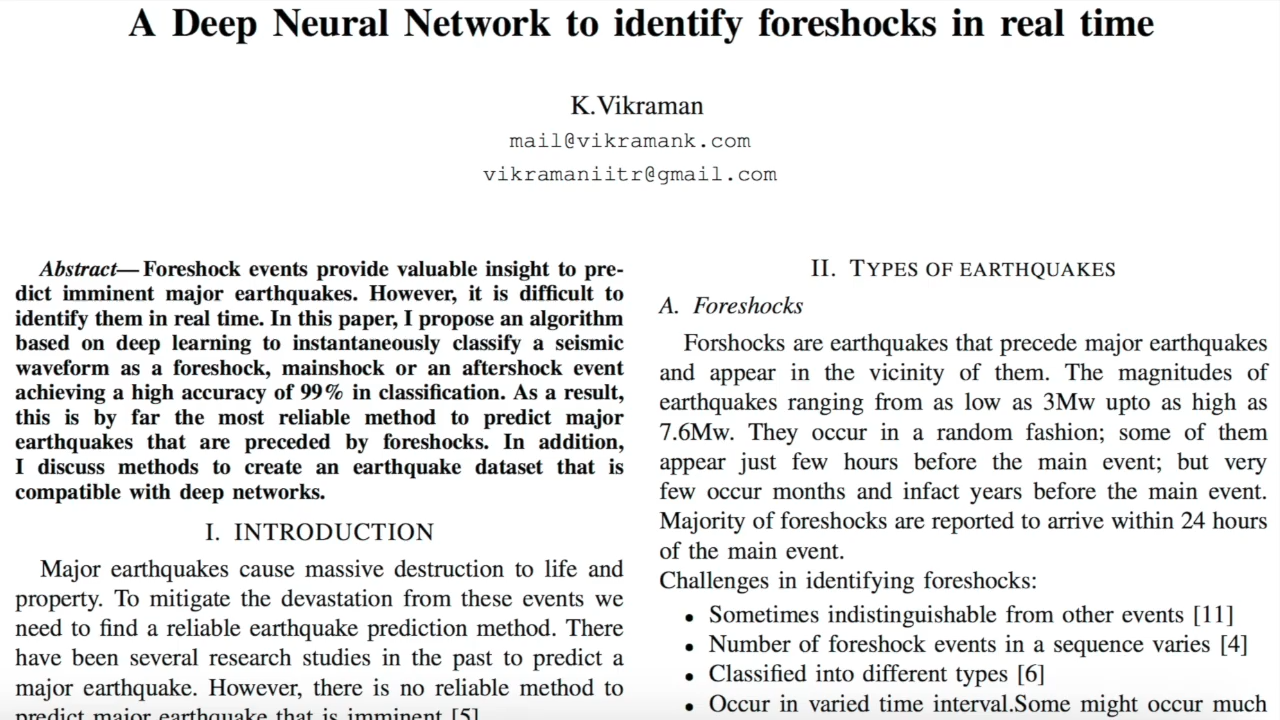 A Deep Neural Network to identify foreshocks in real time
K.Vikraman
mail@vikramank.com
vikramaniitr@gmail.com
Abstract— Foreshock events provide valuable insight to pre-
dict imminent major earthquakes. However, it is difficult to
identify them in real time. In this paper, I propose an algorithm
based on deep learning to instantaneously classify a seismic
waveform as a foreshock, mainshock or an aftershock event
achieving a high accuracy of 99% in classification. As a result,
this is by far the most reliable method to predict major
earthquakes that are preceded by foreshocks. In addition,
I discuss methods to create an earthquake dataset that is
compatible with deep networks.
I. INTRODUCTION
Major earthquakes cause massive destruction to life and
property. To mitigate the devastation from these events we
need to find a reliable earthquake prediction method. There
have been several research studies in the past to predict a
major earthquake. However, there is no reliable method to
predict major earthquake that is imminent [5]
II. TYPES OF EARTHQUAKES
A. Foreshocks
Forshocks are earthquakes that precede major earthquakes
and appear in the vicinity of them. The magnitudes of
earthquakes ranging from as low as 3Mw upto as high as
7.6Mw. They occur in a random fashion; some of them
appear just few hours before the main event; but very
few occur months and infact years before the main event.
Majority of foreshocks are reported to arrive within 24 hours
of the main event.
Challenges in identifying foreshocks:
• Sometimes indistinguishable from other events [11]
• Number of foreshock events in a sequence varies [4]
• Classified into different types [6]
• Occur in varied time interval.Some might occur much